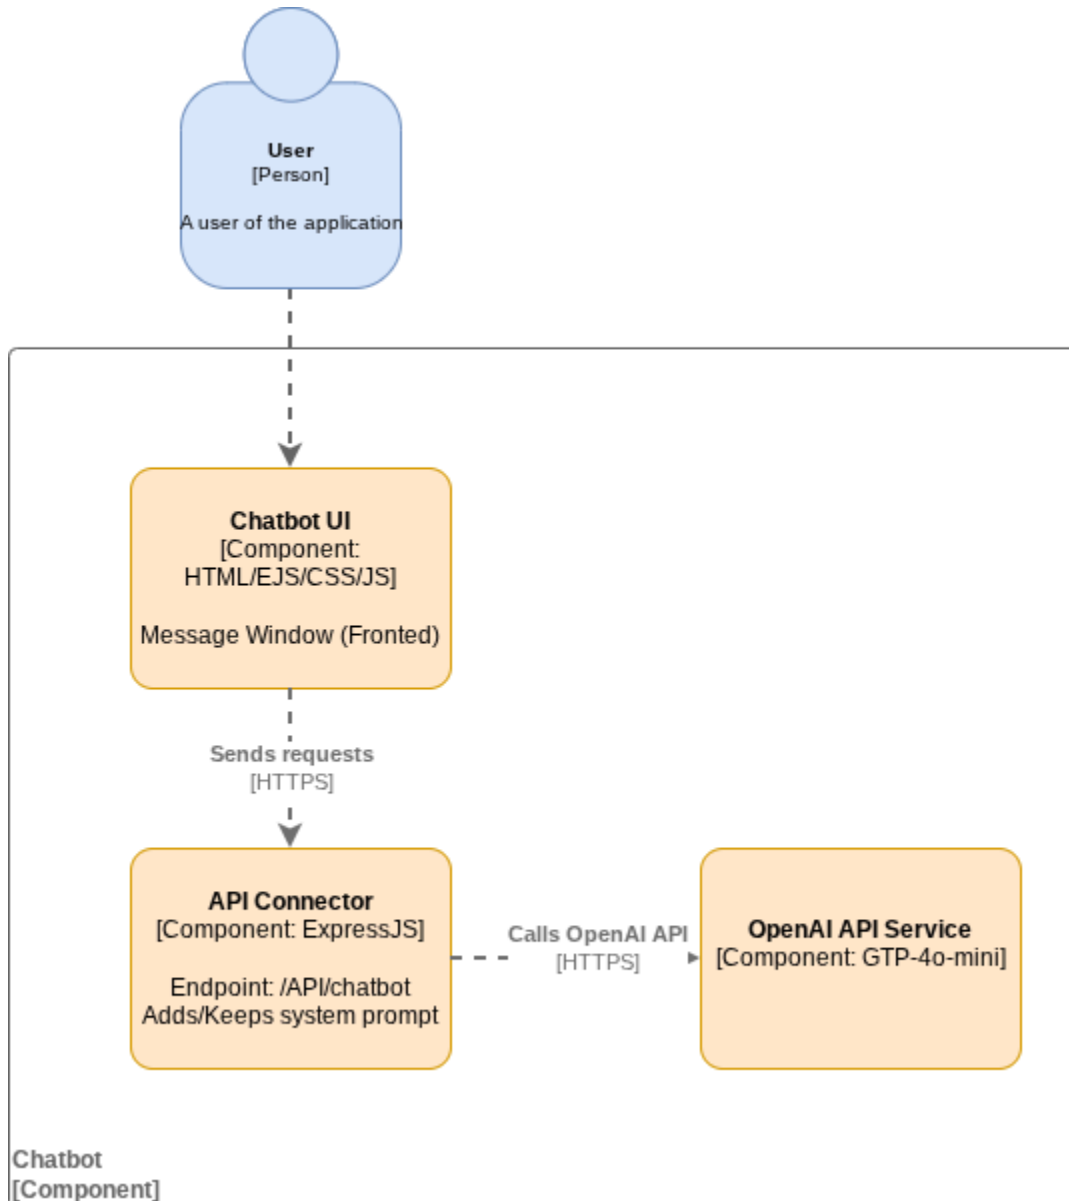 User
[Person]
A user of the application
Chatbot UI
[Component:
HTML/EJS/CSS/JS]
Message Window (Fronted)
Sends requests
[HTTPS]
API Connector
[Component: ExpressJS]
Endpoint: /API/chatbot
Adds/Keeps system prompt
Calls OpenAI API
[HTTPS]
OpenAI API Service
[Component: GTP-4o-mini]
Chatbot
[Component]